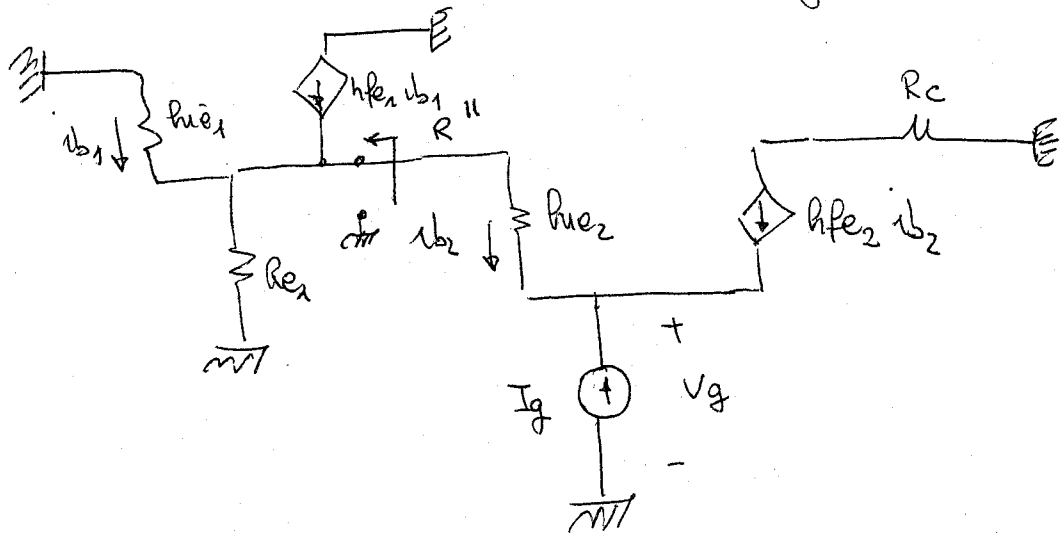 Rc
hfe1 ib1
R"
hie1
ib1
hfe2 ib2
hie2
ib2
Re1
+
Ig
Vg
-